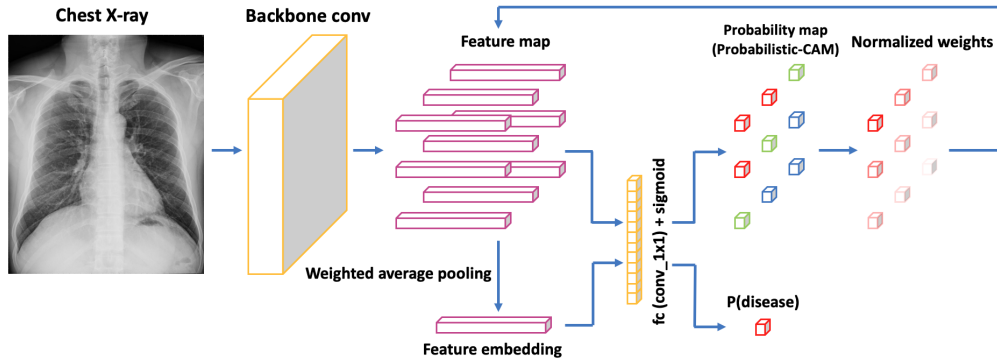 Chest X-ray
Backbone conv
Feature map
Probability map
(Probabilistic-CAM)
Normalized weights
Weighted average pooling
fc (conv_1x1) + sigmoid
P(disease)
Feature embedding